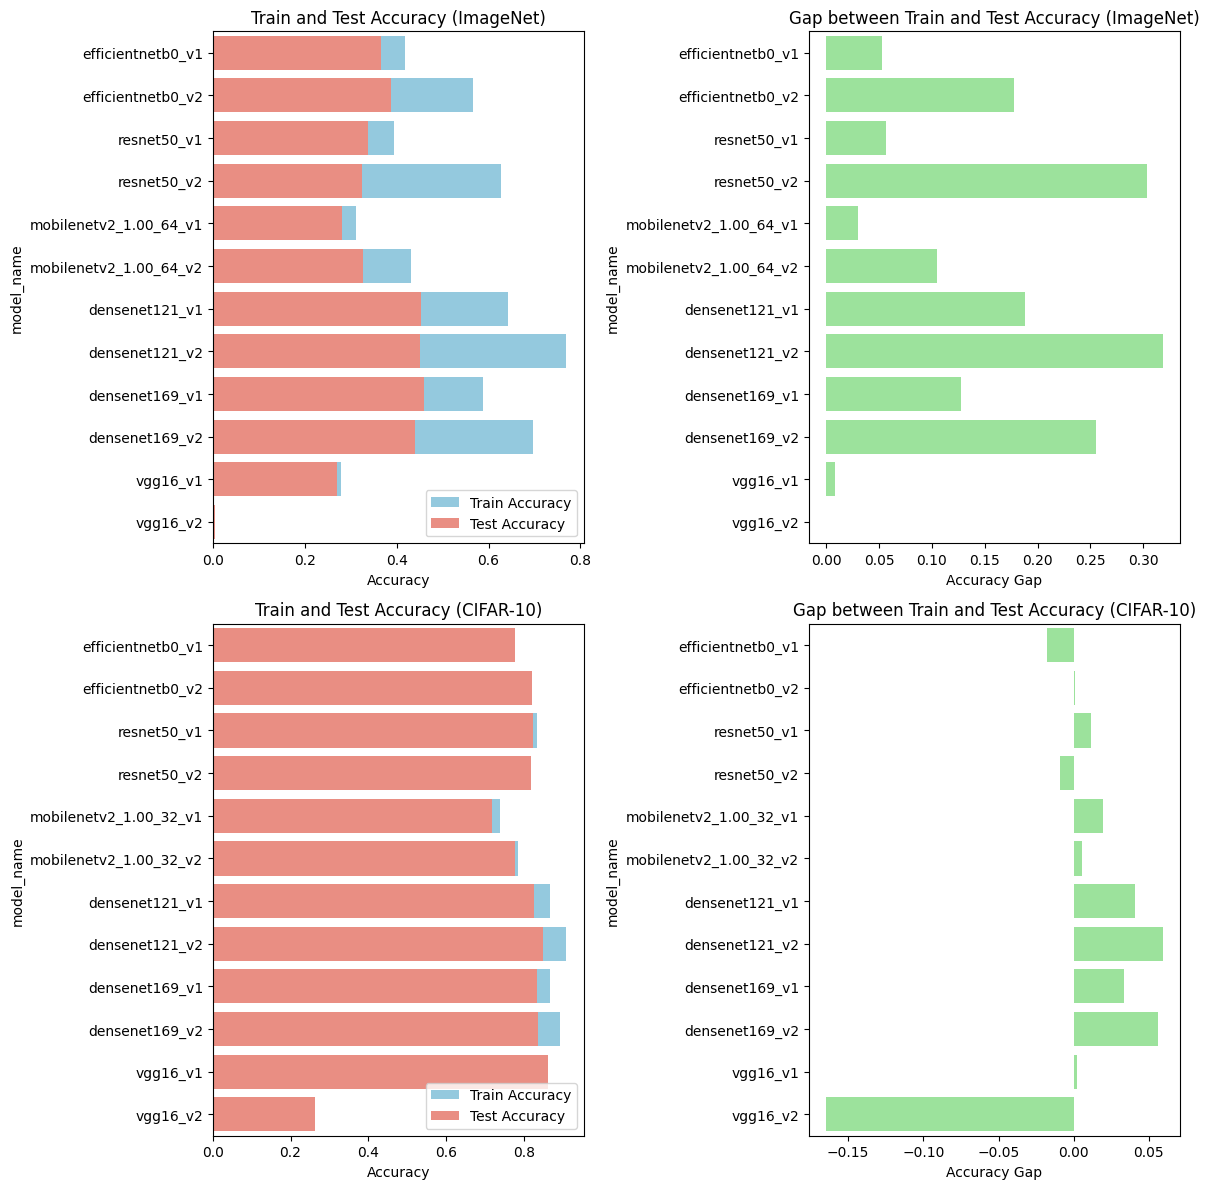 Train and Test Accuracy (ImageNet)
model_name
efficientnetb0_v1
efficientnetb0_v2
resnet50_v1
resnet50_v2
mobilenetv2_1.00_64_v1
mobilenetv2_1.00_64_v2
densenet121_v1
densenet121_v2
densenet169_v1
densenet169_v2
vgg16_v1
vgg16_v2
Train Accuracy
Test Accuracy
0.0 0.2 0.4 0.6 0.8
Accuracy
Gap between Train and Test Accuracy (ImageNet)
model_name
efficientnetb0_v1
efficientnetb0_v2
resnet50_v1
resnet50_v2
mobilenetv2_1.00_64_v1
mobilenetv2_1.00_64_v2
densenet121_v1
densenet121_v2
densenet169_v1
densenet169_v2
vgg16_v1
vgg16_v2
0.00 0.05 0.10 0.15 0.20 0.25 0.30
Accuracy Gap
Train and Test Accuracy (CIFAR-10)
model_name
efficientnetb0_v1
efficientnetb0_v2
resnet50_v1
resnet50_v2
mobilenetv2_1.00_32_v1
mobilenetv2_1.00_32_v2
densenet121_v1
densenet121_v2
densenet169_v1
densenet169_v2
vgg16_v1
vgg16_v2
Train Accuracy
Test Accuracy
0.0 0.2 0.4 0.6 0.8
Accuracy
Gap between Train and Test Accuracy (CIFAR-10)
model_name
efficientnetb0_v1
efficientnetb0_v2
resnet50_v1
resnet50_v2
mobilenetv2_1.00_32_v1
mobilenetv2_1.00_32_v2
densenet121_v1
densenet121_v2
densenet169_v1
densenet169_v2
vgg16_v1
vgg16_v2
−0.15 −0.10 −0.05 0.00 0.05
Accuracy Gap